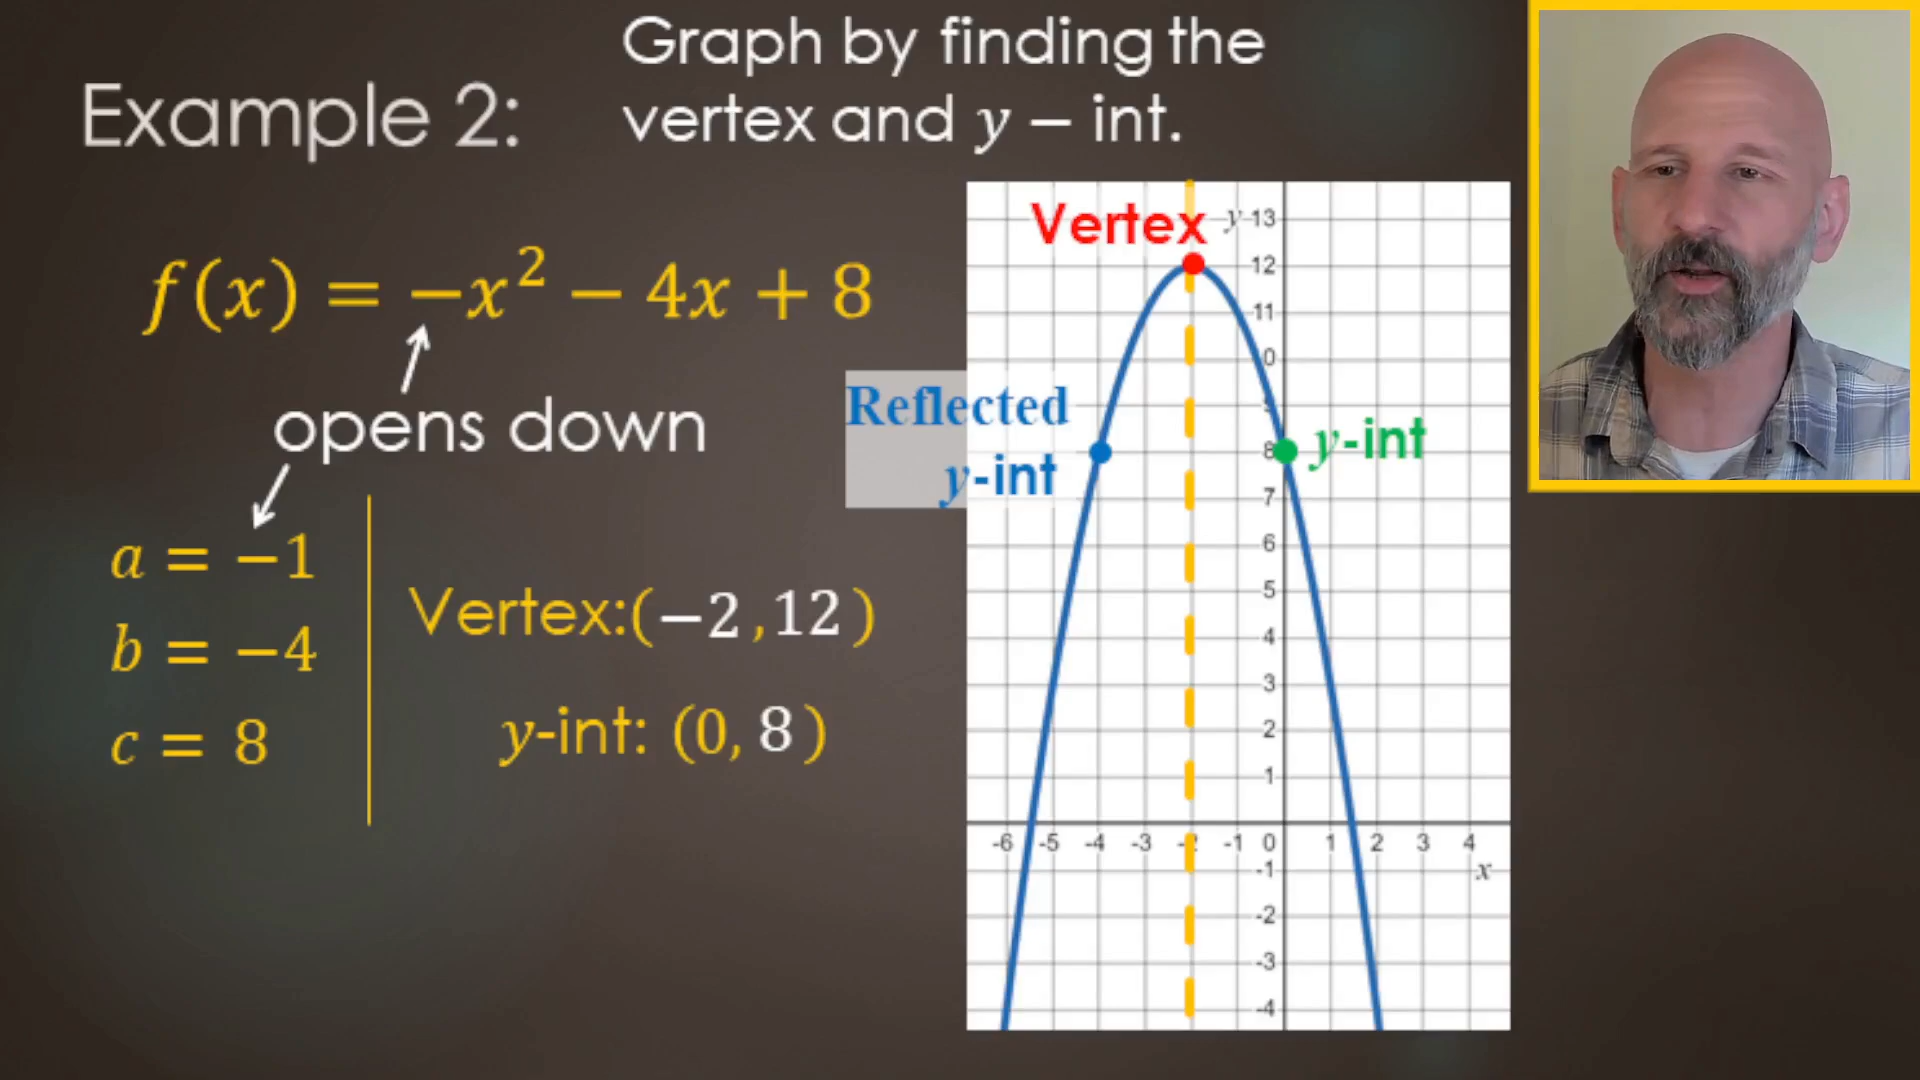 Graph by finding the
vertex and y – int.
Example 2:
f(x) = −x² − 4x + 8
opens down
a = −1
b = −4
c = 8
Vertex:(−2,12)
y-int: (0, 8)
Vertex
Reflected
y-int
y-int
y 13
12
11
0
8
7
6
5
4
3
2
1
-6 -5 -4 -3 -1 0 1 2 3 4
x
-1
-2
-3
-4